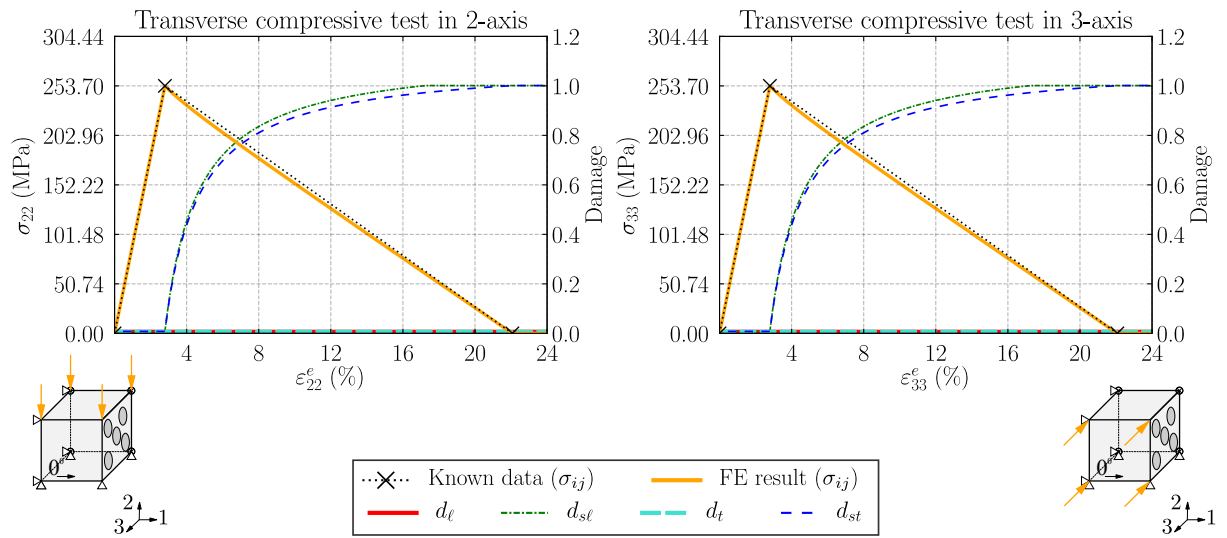 Transverse compressive test in 2-axis
304.44
253.70
202.96
152.22
101.48
50.74
0.00
σ22 (MPa)
1.2
1.0
0.8
0.6
0.4
0.2
0.0
Damage
4 8 12 16 20 24
ε^e_22 (%)
Transverse compressive test in 3-axis
304.44
253.70
202.96
152.22
101.48
50.74
0.00
σ33 (MPa)
1.2
1.0
0.8
0.6
0.4
0.2
0.0
Damage
4 8 12 16 20 24
ε^e_33 (%)
0°
2
3 1
0°
2
3 1
Known data (σij) FE result (σij)
dℓ dsℓ dt dst